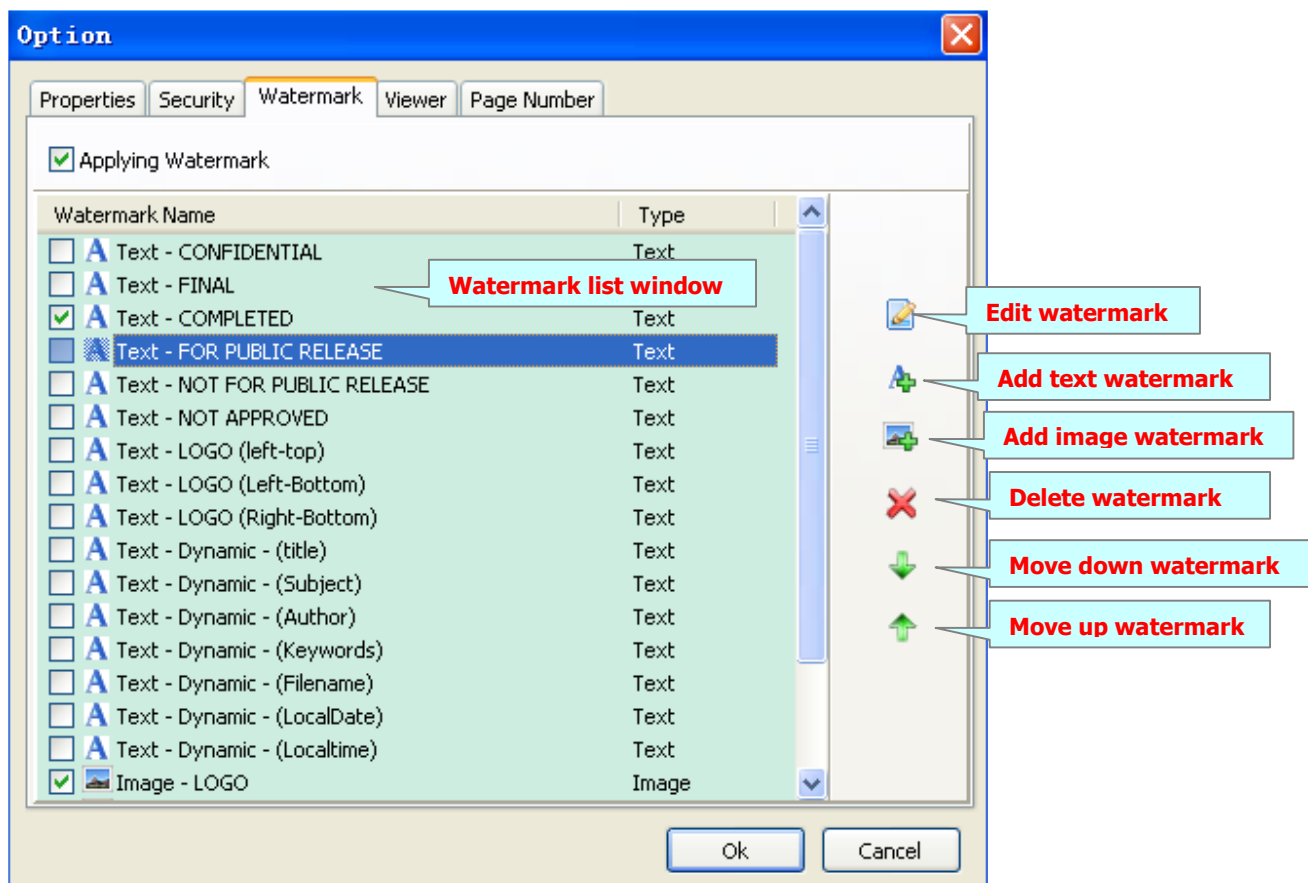 Option
Properties Security Watermark Viewer Page Number
Applying Watermark
Watermark Name Type
Text - CONFIDENTIAL Text
Text - FINAL
Watermark list window
Text - COMPLETED Text
Edit watermark
Text - FOR PUBLIC RELEASE Text
Text - NOT FOR PUBLIC RELEASE Text
Add text watermark
Text - NOT APPROVED Text
Text - LOGO (left-top) Text
Add image watermark
Text - LOGO (Left-Bottom) Text
Delete watermark
Text - LOGO (Right-Bottom) Text
Text - Dynamic - (title) Text
Move down watermark
Text - Dynamic - (Subject) Text
Text - Dynamic - (Author) Text
Move up watermark
Text - Dynamic - (Keywords) Text
Text - Dynamic - (Filename) Text
Text - Dynamic - (LocalDate) Text
Text - Dynamic - (Localtime) Text
Image - LOGO Image
Ok Cancel